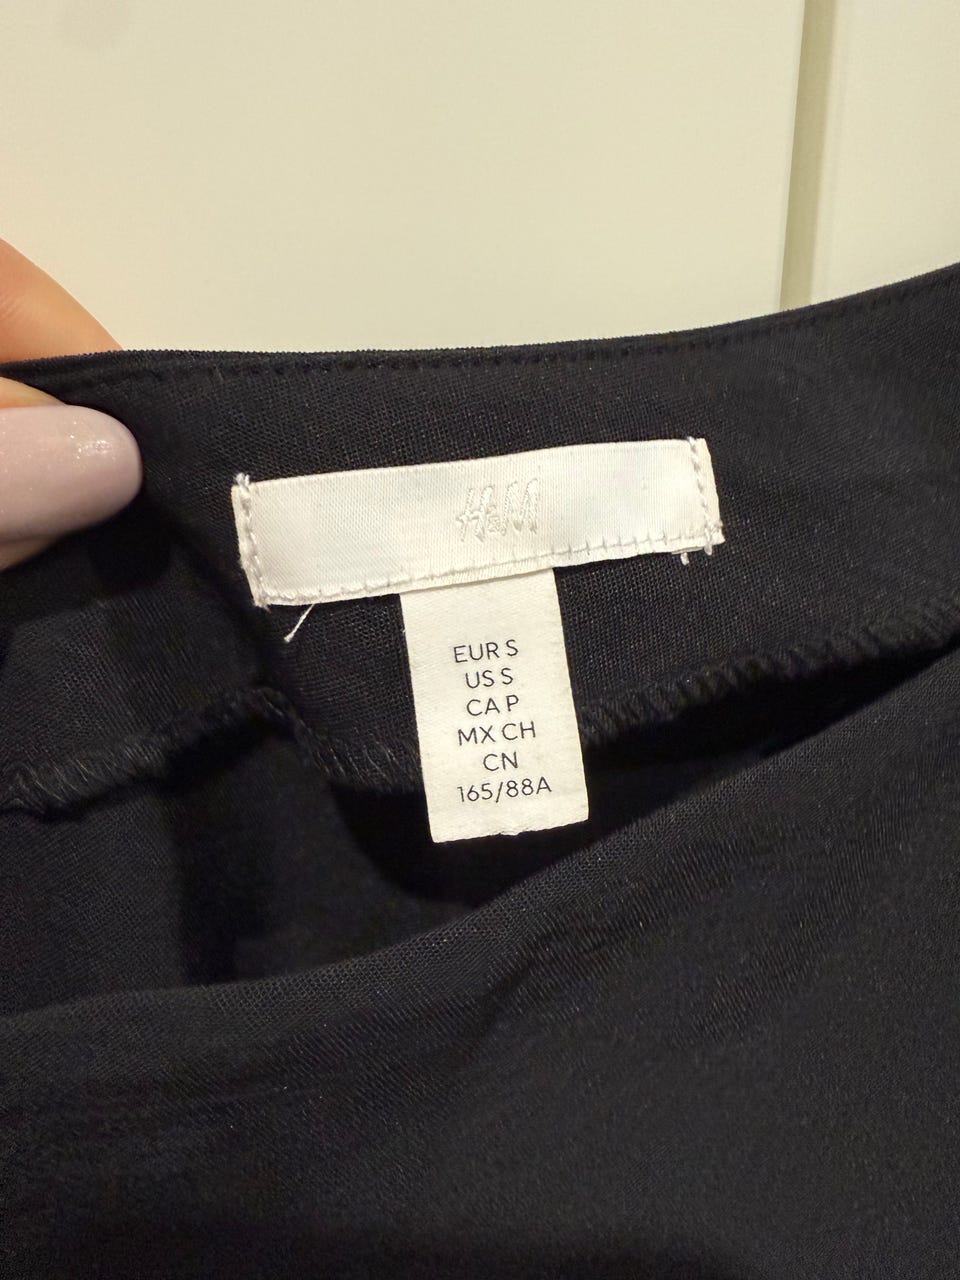 H&M
EUR S
US S
CA P
MX CH
CN
165/88A